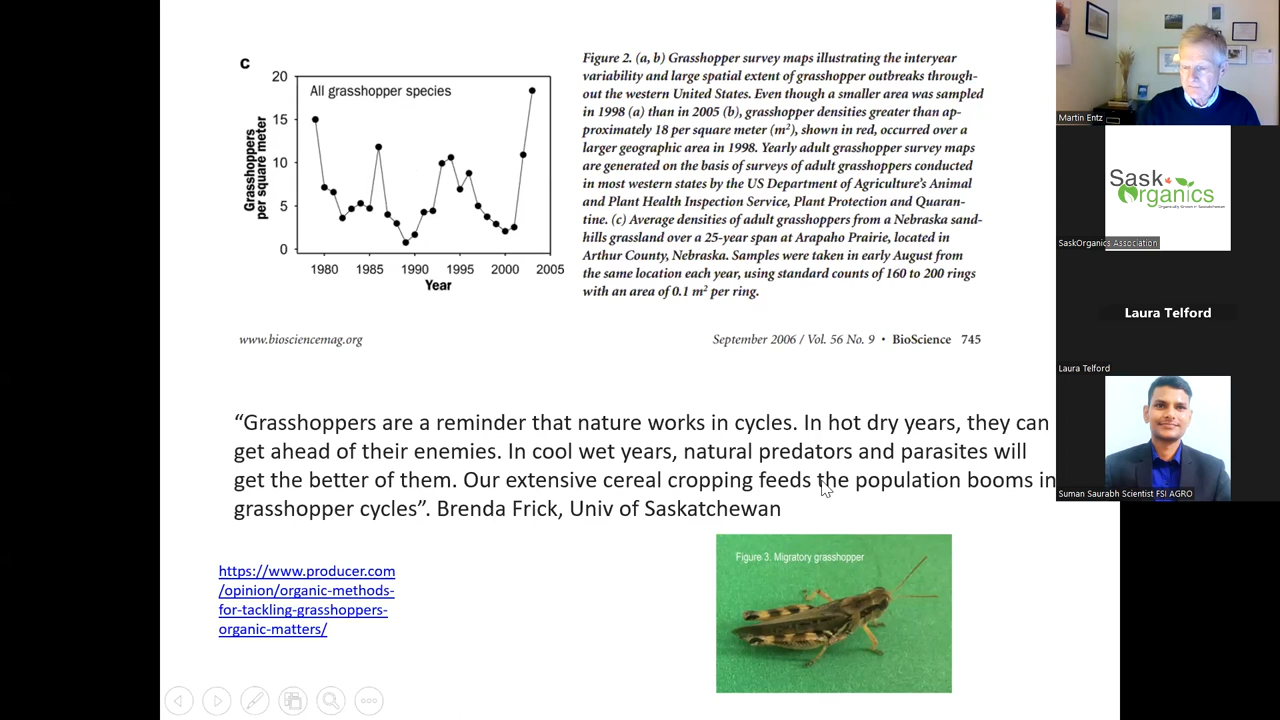 c
20
15
10
5
0
All grasshopper species
Grasshoppers
per square meter
1980 1985 1990 1995 2000 2005
Year
Figure 2. (a, b) Grasshopper survey maps illustrating the interyear
variability and large spatial extent of grasshopper outbreaks through-
out the western United States. Even though a smaller area was sampled
in 1998 (a) than in 2005 (b), grasshopper densities greater than ap-
proximately 18 per square meter (m²), shown in red, occurred over a
larger geographic area in 1998. Yearly adult grasshopper survey maps
are generated on the basis of surveys of adult grasshoppers conducted
in most western states by the US Department of Agriculture's Animal
and Plant Health Inspection Service, Plant Protection and Quaran-
tine. (c) Average densities of adult grasshoppers from a Nebraska sand-
hills grassland over a 25-year span at Arapaho Prairie, located in
Arthur County, Nebraska. Samples were taken in early August from
the same location each year, using standard counts of 160 to 200 rings
with an area of 0.1 m² per ring.
www.biosciencemag.org
September 2006 / Vol. 56 No. 9 • BioScience 745
“Grasshoppers are a reminder that nature works in cycles. In hot dry years, they can
get ahead of their enemies. In cool wet years, natural predators and parasites will
get the better of them. Our extensive cereal cropping feeds the population booms in
grasshopper cycles”. Brenda Frick, Univ of Saskatchewan
https://www.producer.com
/opinion/organic-methods-
for-tackling-grasshoppers-
organic-matters/
Figure 3. Migratory grasshopper
Martin Entz
Sask
Organics
SaskOrganics Association
Laura Telford
Laura Telford
Suman Saurabh Scientist FSI AGRO